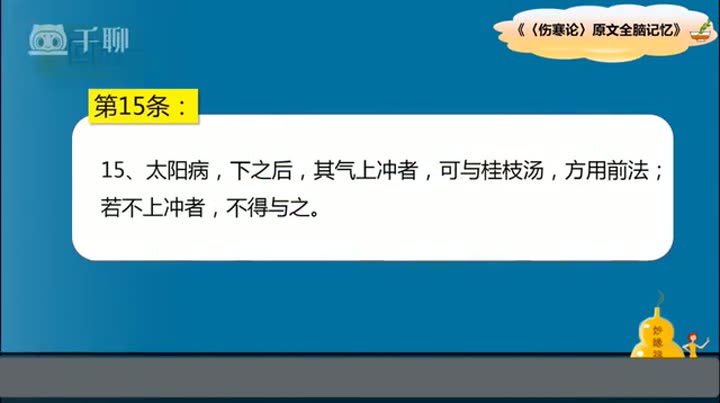 千聊
《〈伤寒论〉原文全脑记忆》
第15条：
15、太阳病，下之后，其气上冲者，可与桂枝汤，方用前法；
若不上冲者，不得与之。